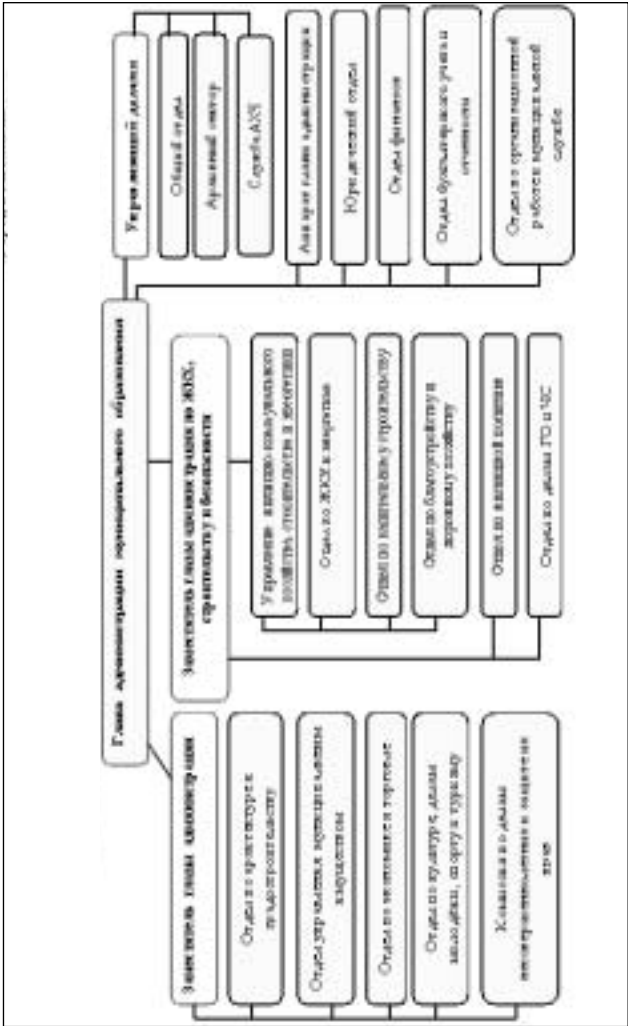 Глава администрации муниципального образования
Заместитель главы администрации
Отдел по архитектуре и
градостроительству
Отдел управления муниципальным
имуществом
Отдел по экономике и торговле
Отдел по культуре, делам
молодежи, спорту и туризму
Комиссия по делам
несовершеннолетних и защите их
прав
Заместитель главы администрации по ЖКХ,
строительству и безопасности
Управление жилищно-коммунального
хозяйства, строительства и
Отдел по ЖКХ и энергетике
Отдел по капитальному строительству
Отдел по благоустройству и
дорожному хозяйству
Отдел по жилищной политике
Отдел по делам ГО и ЧС
Управляющий делами
Общий отдел
Архивный сектор
Служба АХЧ
Аппарат главы администрации
Юридический отдел
Отдел финансов
Отдел бухгалтерского учета и
отчетности
Отдел по организационной
работе и муниципальной
службе